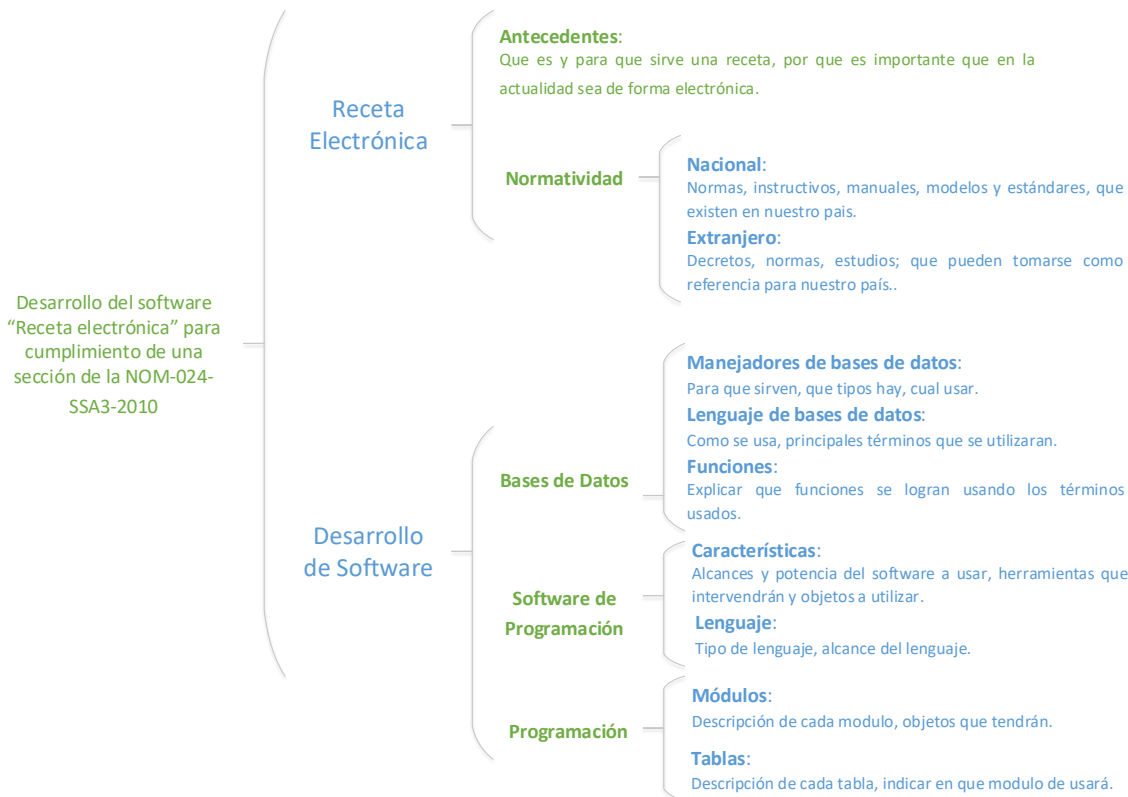 Desarrollo del software
“Receta electrónica” para
cumplimiento de una
sección de la NOM-024-
SSA3-2010
Receta
Electrónica
Antecedentes:
Que es y para que sirve una receta, por que es importante que en la
actualidad sea de forma electrónica.
Normatividad
Nacional:
Normas, instructivos, manuales, modelos y estándares, que
existen en nuestro pais.
Extranjero:
Decretos, normas, estudios; que pueden tomarse como
referencia para nuestro país..
Desarrollo
de Software
Bases de Datos
Manejadores de bases de datos:
Para que sirven, que tipos hay, cual usar.
Lenguaje de bases de datos:
Como se usa, principales términos que se utilizaran.
Funciones:
Explicar que funciones se logran usando los términos
usados.
Software de
Programación
Características:
Alcances y potencia del software a usar, herramientas que
intervendrán y objetos a utilizar.
Lenguaje:
Tipo de lenguaje, alcance del lenguaje.
Programación
Módulos:
Descripción de cada modulo, objetos que tendrán.
Tablas:
Descripción de cada tabla, indicar en que modulo de usará.